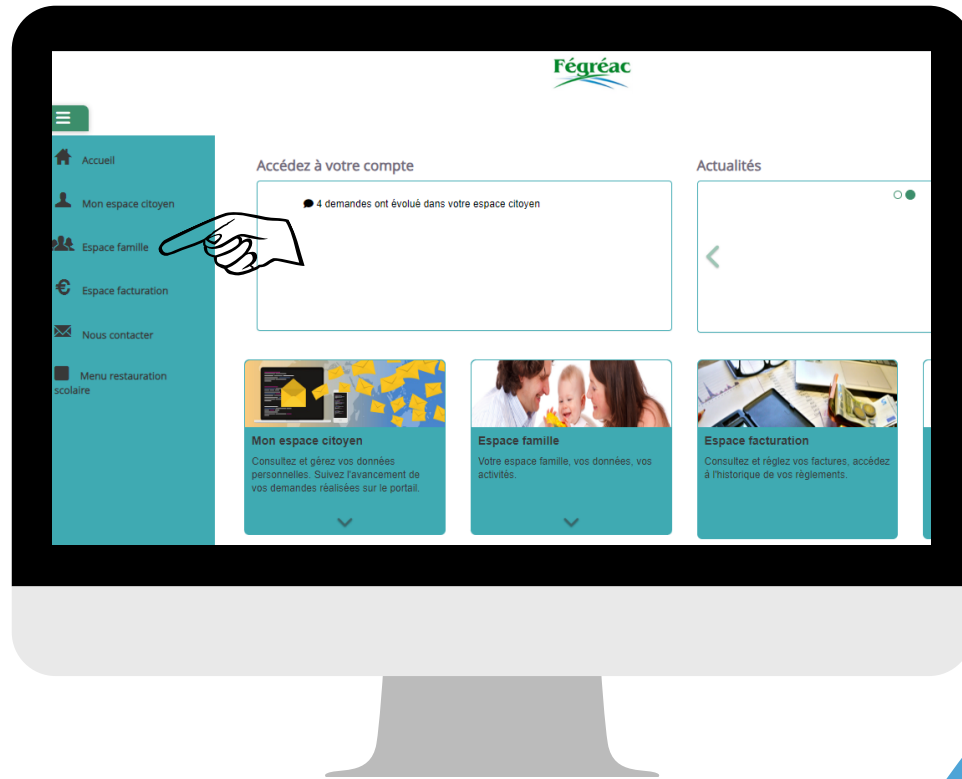 Fégréac
Accueil
Mon espace citoyen
Espace famille
Espace facturation
Nous contacter
Menu restauration
scolaire
Accédez à votre compte
4 demandes ont évolué dans votre espace citoyen
Actualités
Mon espace citoyen
Consultez et gérez vos données
personnelles. Suivez l'avancement de
vos demandes réalisées sur le portail.
Espace famille
Votre espace famille, vos données, vos
activités.
Espace facturation
Consultez et réglez vos factures, accédez
à l'historique de vos règlements.